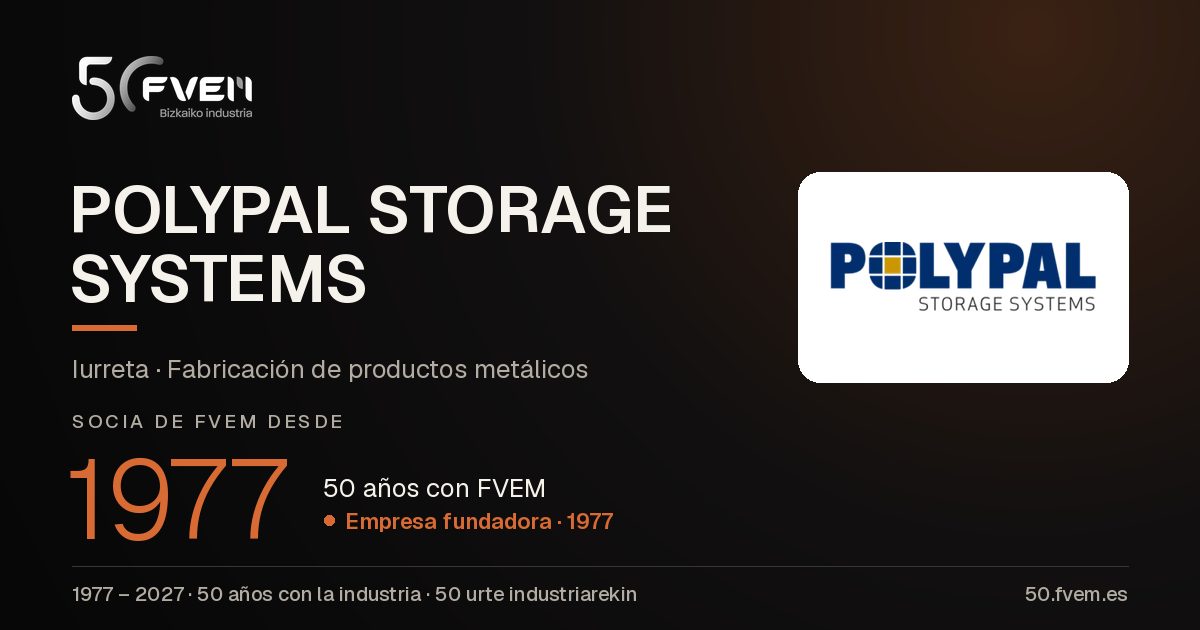 50 FVEM
Bizkaiko industria
POLYPAL STORAGE
SYSTEMS
POLYPAL
STORAGE SYSTEMS
Iurreta · Fabricación de productos metálicos
SOCIA DE FVEM DESDE
1977
50 años con FVEM
Empresa fundadora · 1977
1977 – 2027 · 50 años con la industria · 50 urte industriarekin
50.fvem.es